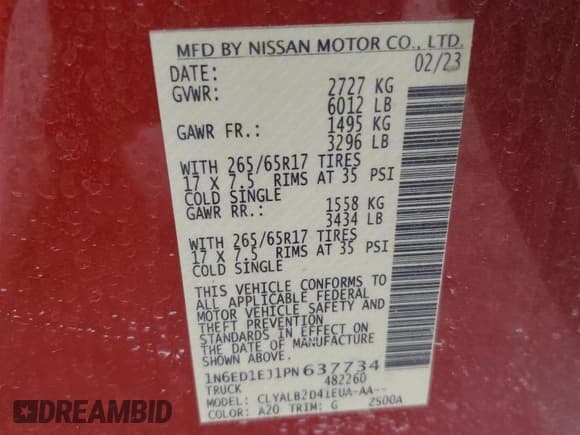 MFD BY NISSAN MOTOR CO., LTD.
DATE: 02/23
GVWR: 2727 KG
6012 LB
GAWR FR.: 1495 KG
3296 LB
WITH 265/65R17 TIRES
17 X 7.5 RIMS AT 35 PSI
COLD SINGLE
GAWR RR.: 1558 KG
3434 LB
WITH 265/65R17 TIRES
17 X 7.5 RIMS AT 35 PSI
COLD SINGLE
THIS VEHICLE CONFORMS TO
ALL APPLICABLE FEDERAL
MOTOR VEHICLE SAFETY AND
THEFT PREVENTION
STANDARDS IN EFFECT ON
THE DATE OF MANUFACTURE
SHOWN ABOVE.
1N6ED1EJ1PN637734
TRUCK 482260
MODEL: CLYALB2D41EUA-AA--
COLOR: A20 TRIM: G 2S00A
DREAMBID